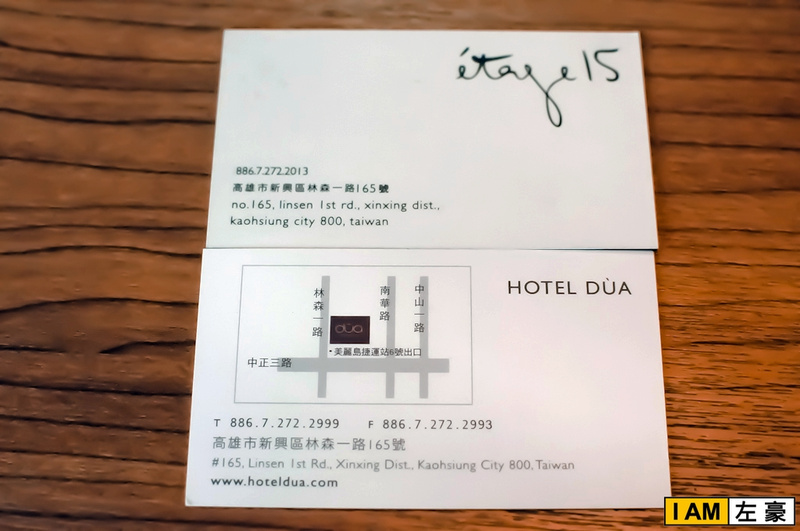 étage 15
886.7.272.2013
高雄市新興區林森一路165號
no.165, linsen 1st rd., xinxing dist.,
kaohsiung city 800, taiwan
HOTEL DÙA
林森一路
南華路
中山一路
dùa
•美麗島捷運站6號出口
中正三路
T 886.7.272.2999 F 886.7.272.2993
高雄市新興區林森一路165號
#165, Linsen 1st Rd., Xinxing Dist., Kaohsiung City 800, Taiwan
www.hoteldua.com
I AM 左豪